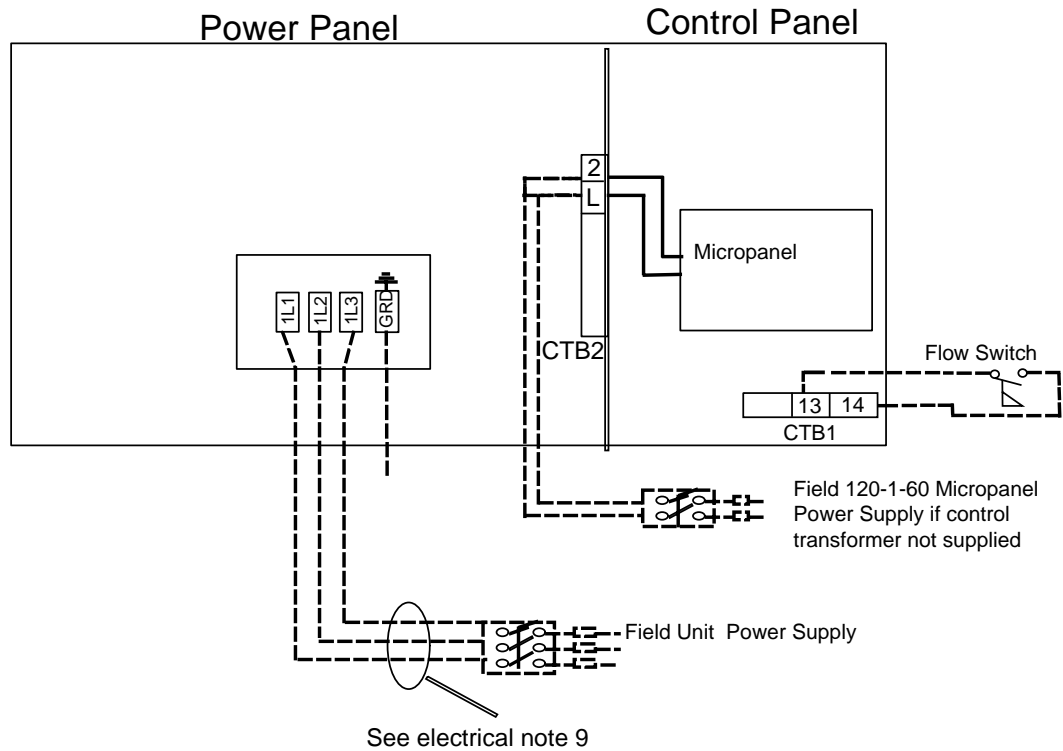 Power Panel
Control Panel
2
L
Micropanel
1L1
1L2
1L3
GRD
CTB2
Flow Switch
13
14
CTB1
Field 120-1-60 Micropanel
Power Supply if control
transformer not supplied
Field Unit Power Supply
See electrical note 9